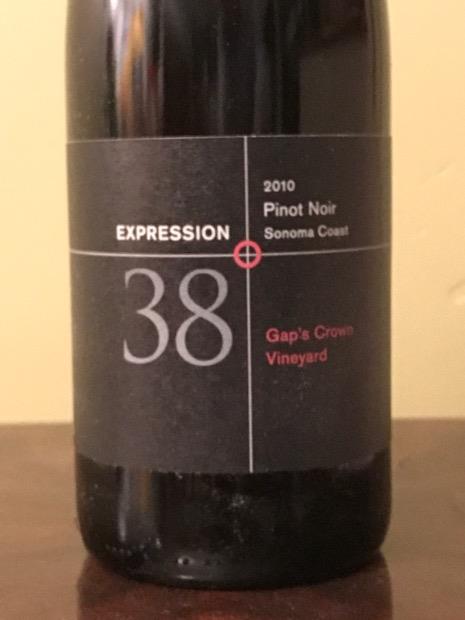 EXPRESSION
38
2010
Pinot Noir
Sonoma Coast
Gap's Crown
Vineyard